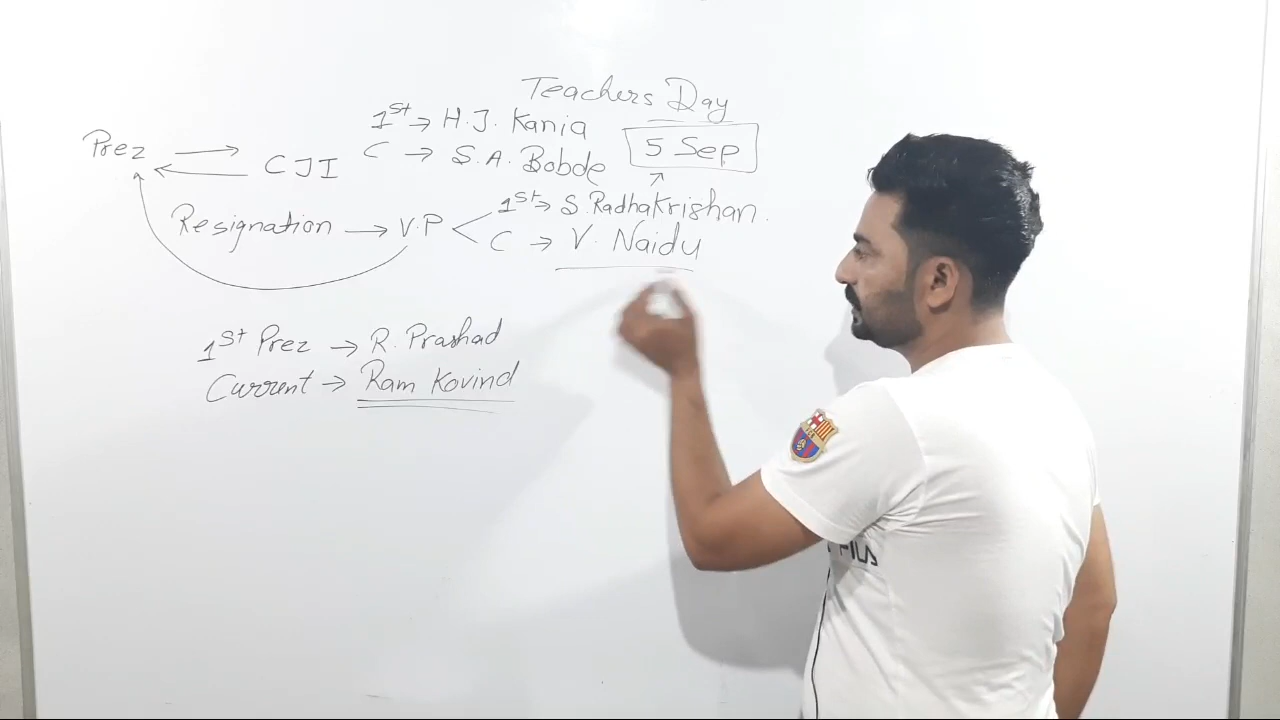 Teachers Day
1st → H.J. Kania
5 Sep
Prez
CJI
C → S.A. Bobde
Resignation → V.P
1st → S. Radhakrishan.
C → V. Naidu
1st Prez → R. Prashad
Current → Ram Kovind